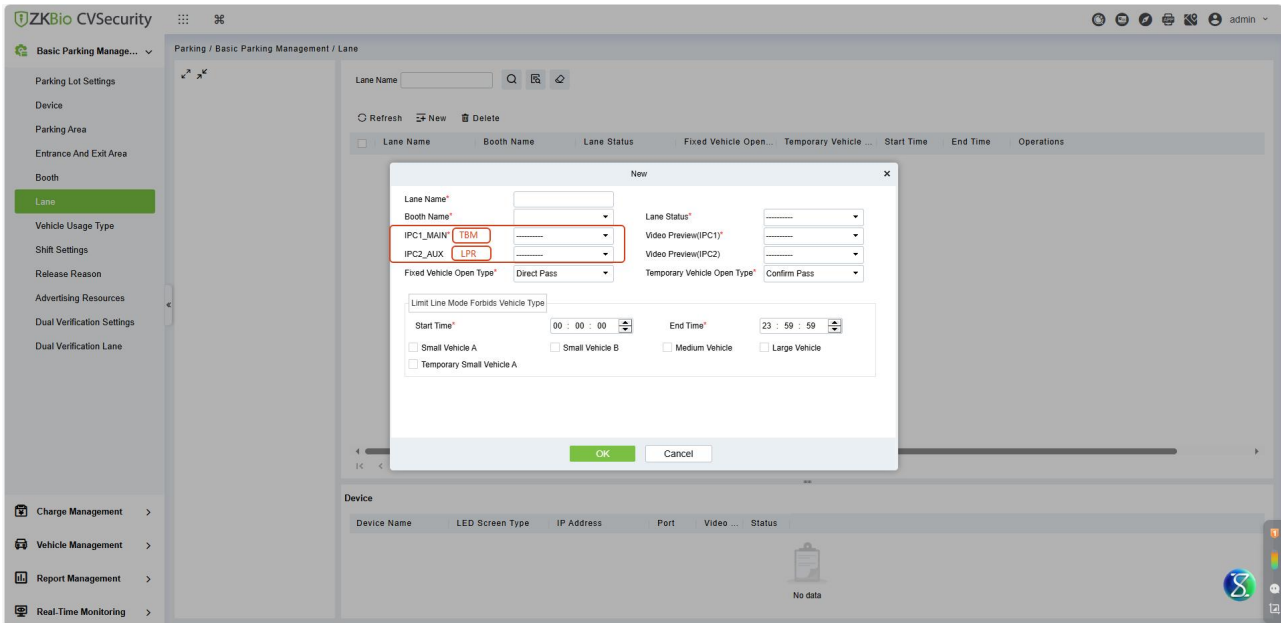 ZKBio CVSecurity
admin
Basic Parking Manage...
Parking Lot Settings
Device
Parking Area
Entrance And Exit Area
Booth
Lane
Vehicle Usage Type
Shift Settings
Release Reason
Advertising Resources
Dual Verification Settings
Dual Verification Lane
Charge Management
Vehicle Management
Report Management
Real-Time Monitoring
Parking / Basic Parking Management / Lane
Lane Name
Refresh New Delete
Lane Name Booth Name Lane Status Fixed Vehicle Open... Temporary Vehicle ... Start Time End Time Operations
New
Lane Name*
Booth Name* Lane Status* ----------
IPC1_MAIN* TBM ---------- Video Preview(IPC1)* ----------
IPC2_AUX LPR ---------- Video Preview(IPC2) ----------
Fixed Vehicle Open Type* Direct Pass Temporary Vehicle Open Type* Confirm Pass
Limit Line Mode Forbids Vehicle Type
Start Time* 00 : 00 : 00 End Time* 23 : 59 : 59
Small Vehicle A Small Vehicle B Medium Vehicle Large Vehicle
Temporary Small Vehicle A
OK Cancel
Device
Device Name LED Screen Type IP Address Port Video ... Status
No data